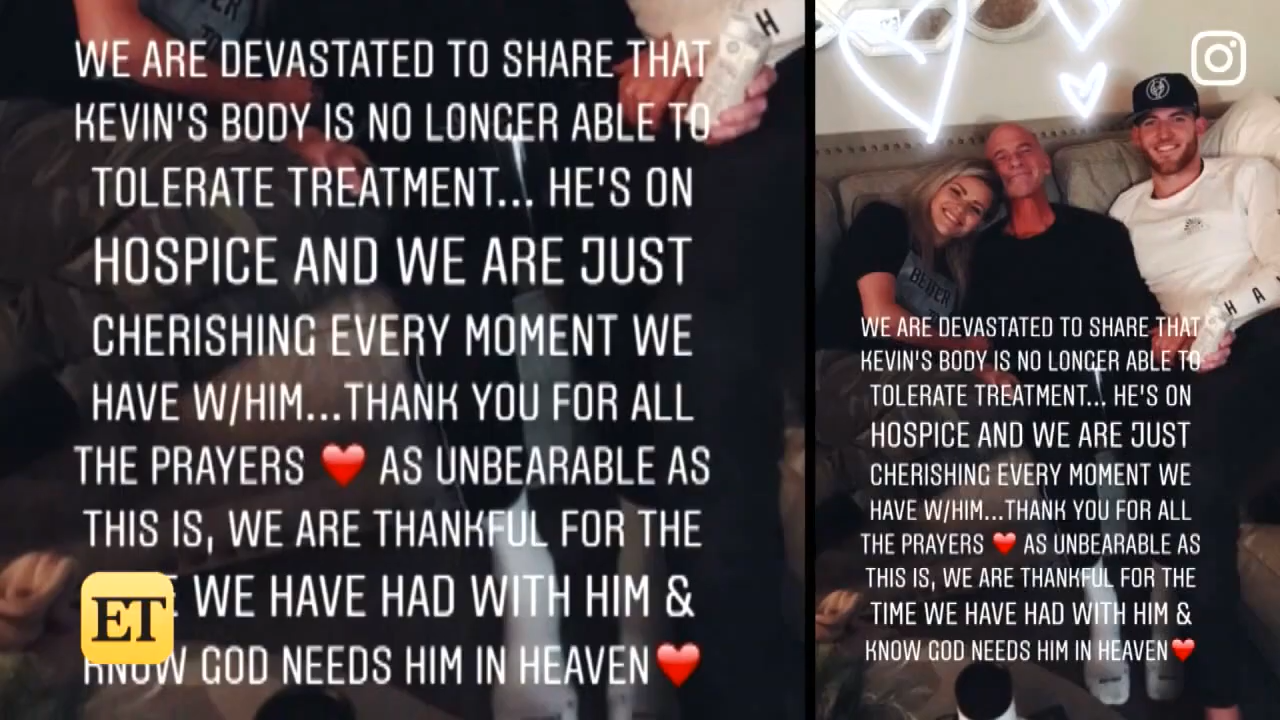 WE ARE DEVASTATED TO SHARE THAT
KEVIN'S BODY IS NO LONGER ABLE TO
TOLERATE TREATMENT... HE'S ON
HOSPICE AND WE ARE JUST
CHERISHING EVERY MOMENT WE
HAVE W/HIM...THANK YOU FOR ALL
THE PRAYERS ❤️ AS UNBEARABLE AS
THIS IS, WE ARE THANKFUL FOR THE
E WE HAVE HAD WITH HIM &
KNOW GOD NEEDS HIM IN HEAVEN❤️
ET
H
BETTER
H A
WE ARE DEVASTATED TO SHARE THAT
KEVIN'S BODY IS NO LONGER ABLE TO
TOLERATE TREATMENT... HE'S ON
HOSPICE AND WE ARE JUST
CHERISHING EVERY MOMENT WE
HAVE W/HIM...THANK YOU FOR ALL
THE PRAYERS ❤️ AS UNBEARABLE AS
THIS IS, WE ARE THANKFUL FOR THE
TIME WE HAVE HAD WITH HIM &
KNOW GOD NEEDS HIM IN HEAVEN❤️